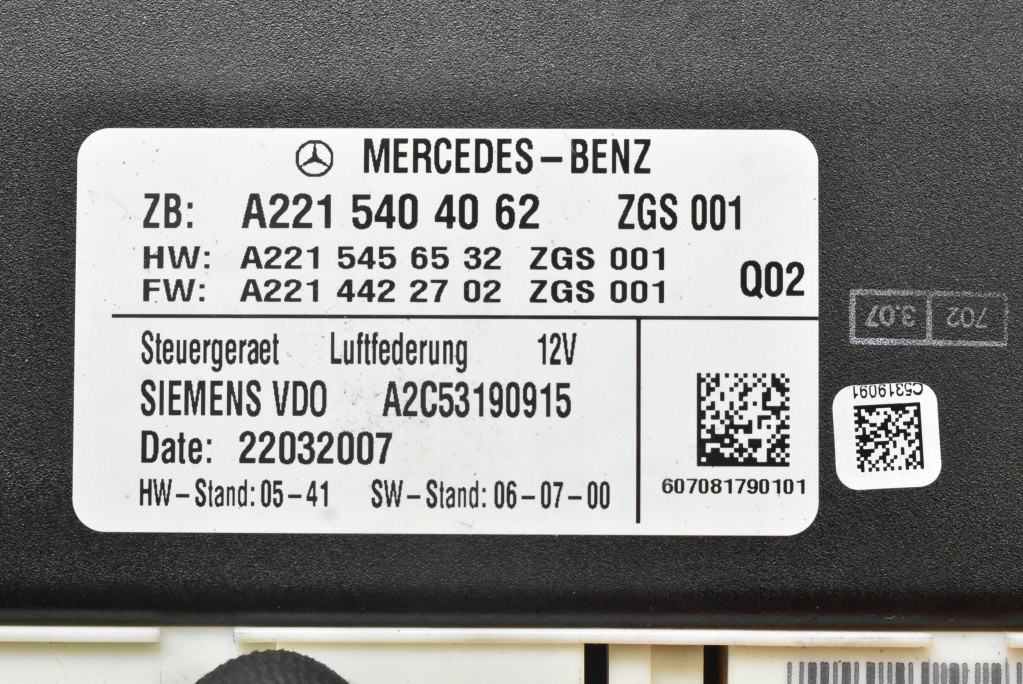 MERCEDES-BENZ
ZB: A221 540 40 62 ZGS 001
HW: A221 545 65 32 ZGS 001
FW: A221 442 27 02 ZGS 001
Q02
Steuergeraet Luftfederung 12V
SIEMENS VDO A2C53190915
Date: 22032007
HW-Stand: 05-41 SW-Stand: 06-07-00
607081790101
702 3.07
C5319091